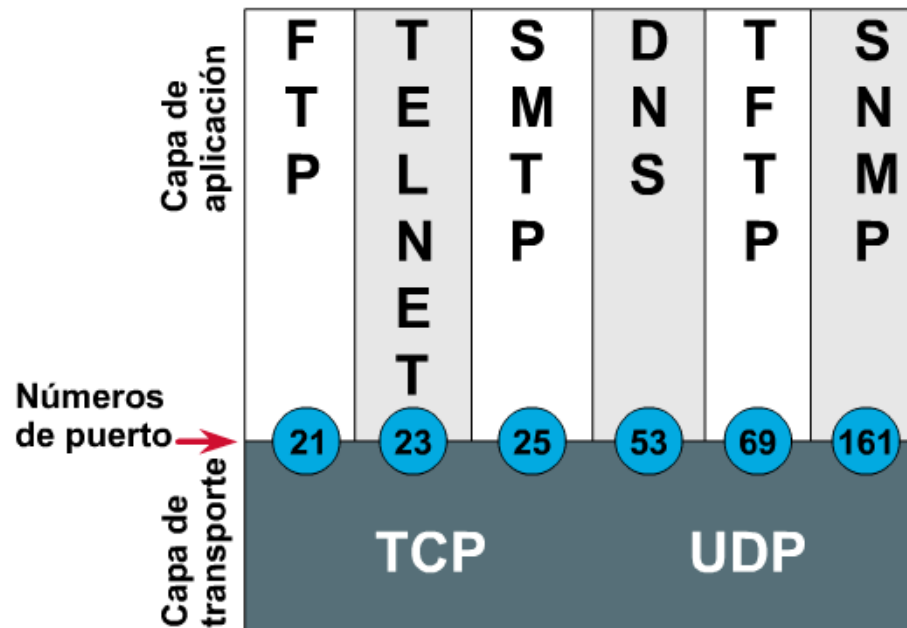 Capa de
aplicación
FTP
TELNET
SMTP
DNS
TFTP
SNMP
Números
de puerto
21 23 25 53 69 161
Capa de
transporte
TCP UDP